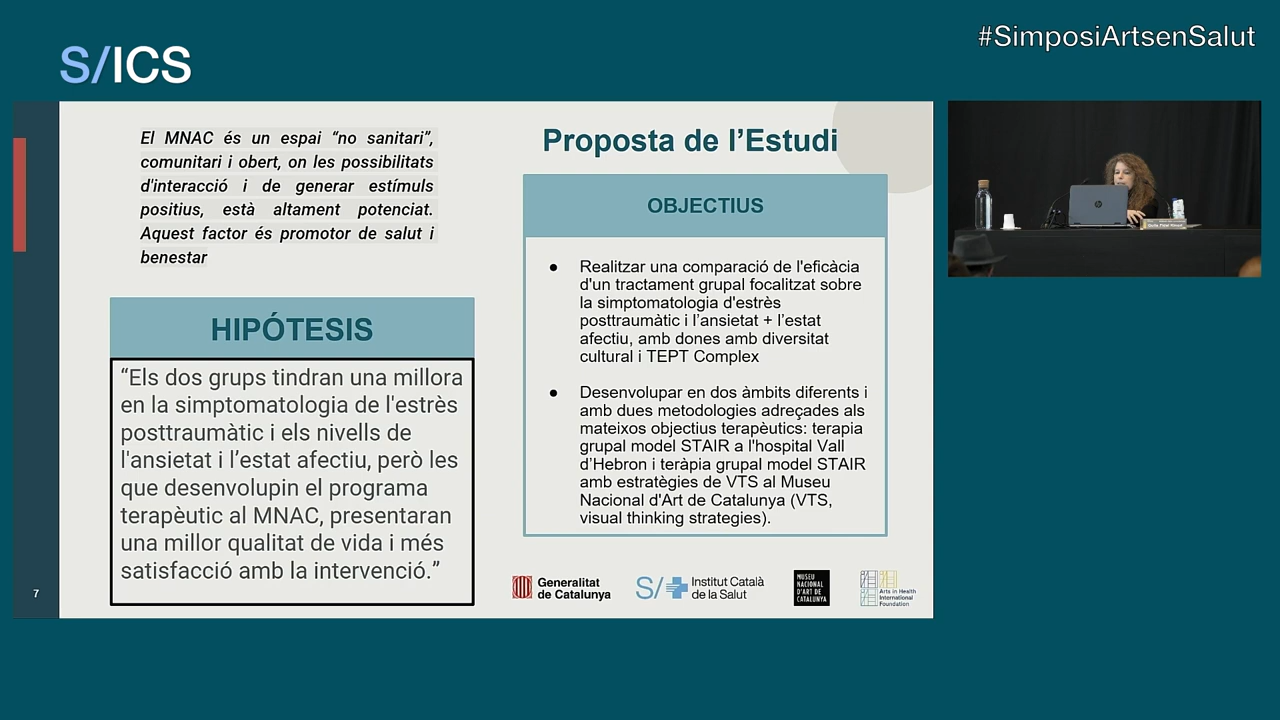 #SimposiArtsenSalut
S/ICS
El MNAC és un espai “no sanitari”,
comunitari i obert, on les possibilitats
d'interacció i de generar estímuls
positius, està altament potenciat.
Aquest factor és promotor de salut i
benestar
HIPÓTESIS
“Els dos grups tindran una millora
en la simptomatologia de l'estrès
posttraumàtic i els nivells de
l'ansietat i l’estat afectiu, però les
que desenvolupin el programa
terapèutic al MNAC, presentaran
una millor qualitat de vida i més
satisfacció amb la intervenció.”
Proposta de l’Estudi
OBJECTIUS
● Realitzar una comparació de l'eficàcia
d'un tractament grupal focalitzat sobre
la simptomatologia d'estrès
posttraumàtic i l’ansietat + l’estat
afectiu, amb dones amb diversitat
cultural i TEPT Complex
● Desenvolupar en dos àmbits diferents i
amb dues metodologies adreçades als
mateixos objectius terapèutics: terapia
grupal model STAIR a l'hospital Vall
d’Hebron i teràpia grupal model STAIR
amb estratègies de VTS al Museu
Nacional d'Art de Catalunya (VTS,
visual thinking strategies).
7
Generalitat
de Catalunya
S/
Institut Català
de la Salut
MUSEU
NACIONAL
D'ART DE
CATALUNYA
Arts in Health
International
Foundation
hp